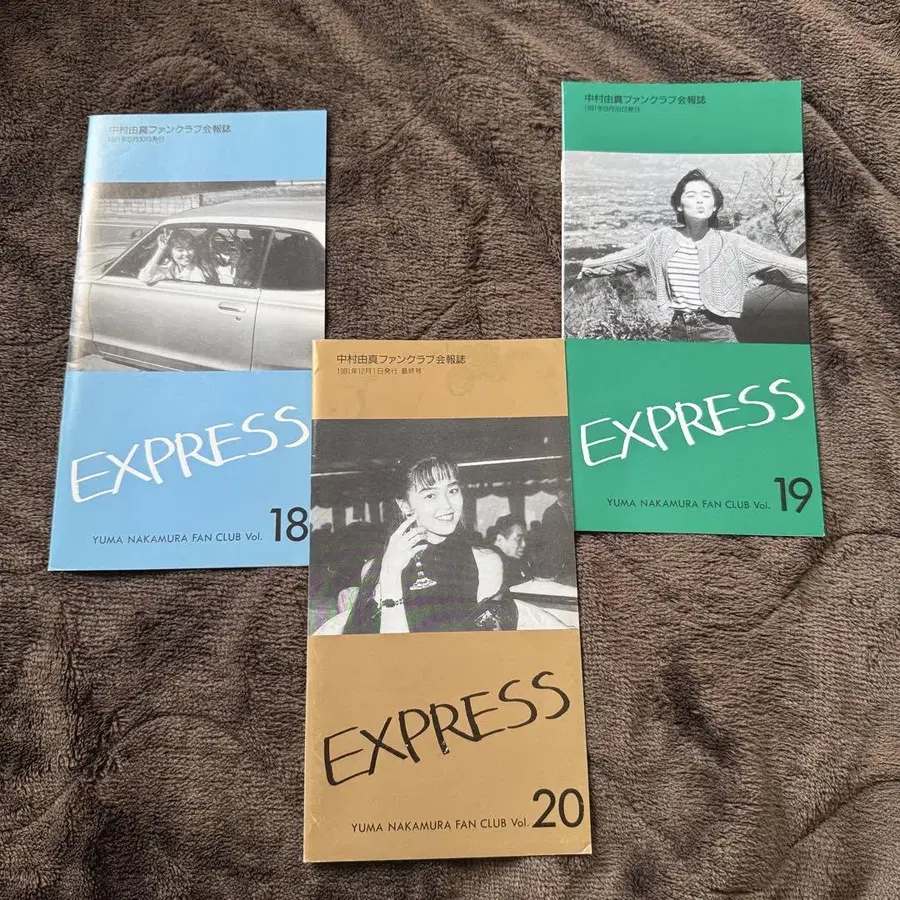 中村由真ファンクラブ会報誌
EXPRESS
YUMA NAKAMURA FAN CLUB Vol. 18
中村由真ファンクラブ会報誌
EXPRESS
YUMA NAKAMURA FAN CLUB Vol. 19
中村由真ファンクラブ会報誌
1991年12月1日発行 最終号
EXPRESS
YUMA NAKAMURA FAN CLUB Vol. 20